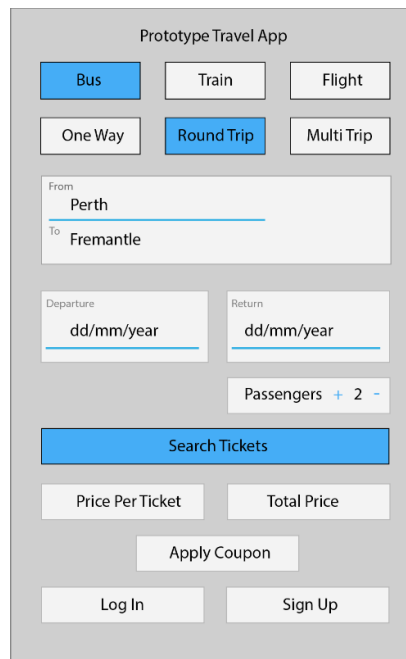 Prototype Travel App
Bus Train Flight
One Way Round Trip Multi Trip
From
Perth
To
Fremantle
Departure Return
dd/mm/year dd/mm/year
Passengers + 2 -
Search Tickets
Price Per Ticket Total Price
Apply Coupon
Log In Sign Up